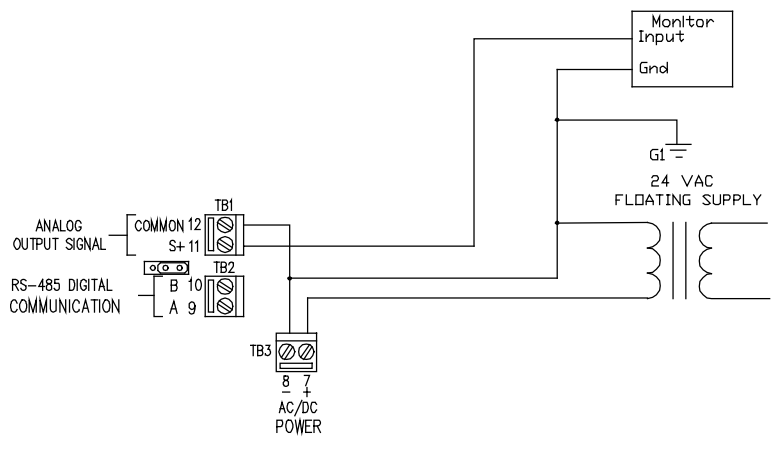 Monitor
Input
Gnd
G1
24 VAC
FLOATING SUPPLY
TB1
ANALOG
OUTPUT SIGNAL
COMMON 12
S+ 11
TB2
RS-485 DIGITAL
COMMUNICATION
B 10
A 9
TB3
8 7
- +
AC/DC
POWER